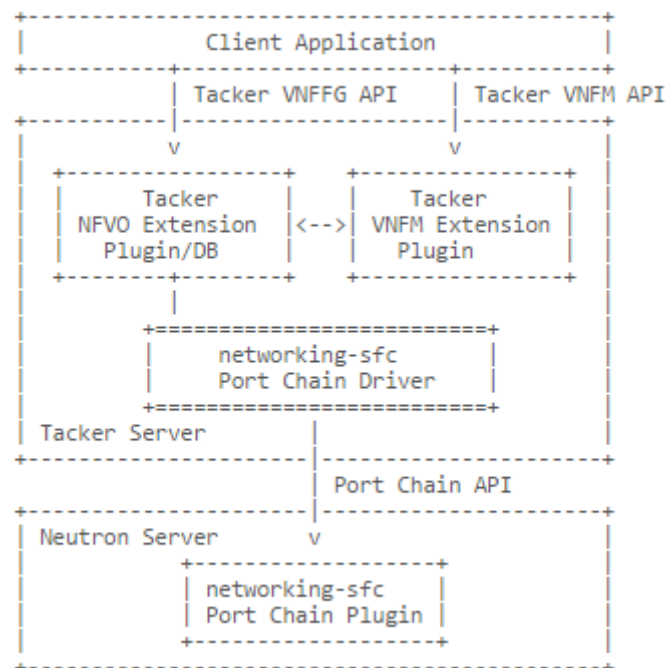 Client Application
Tacker VNFFG API    Tacker VNFM API
v    v
Tacker    Tacker
NFVO Extension <--> VNFM Extension
Plugin/DB    Plugin
networking-sfc
Port Chain Driver
Tacker Server
Port Chain API
Neutron Server    v
networking-sfc
Port Chain Plugin